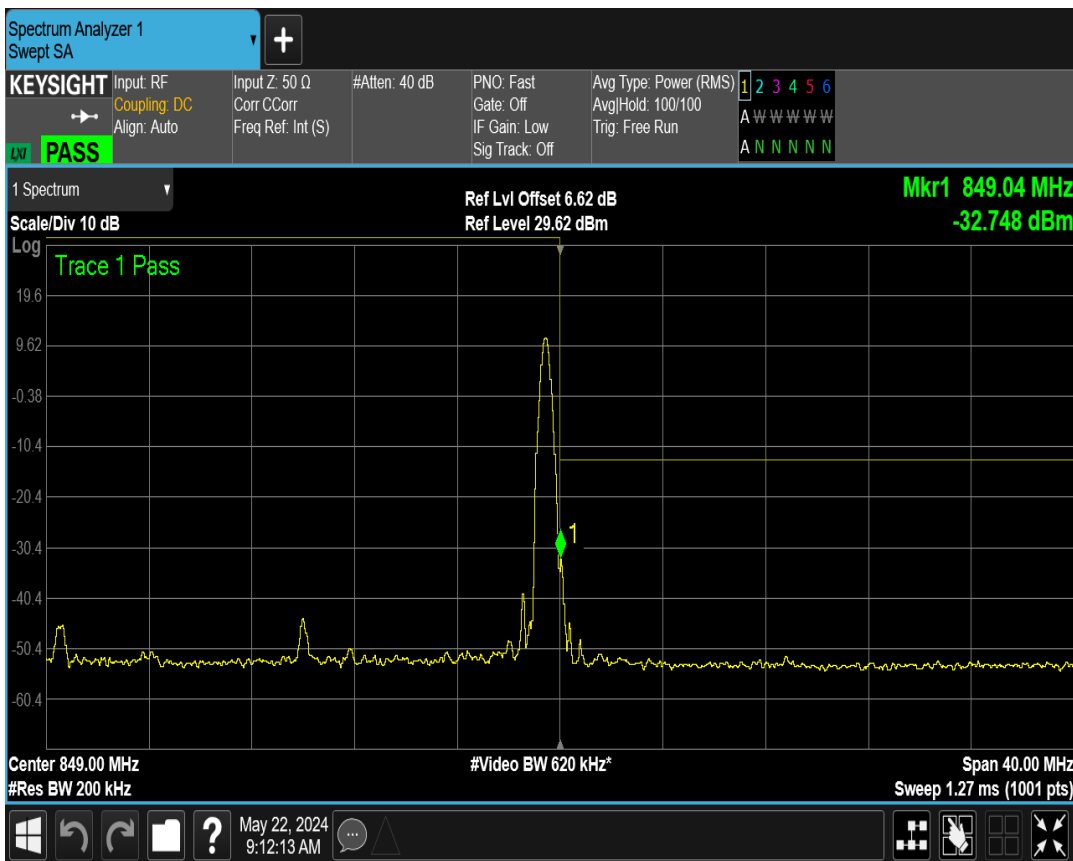 Spectrum Analyzer 1
Swept SA
+
KEYSIGHT
Input: RF
Coupling: DC
Align: Auto
LXI PASS
Input Z: 50 Ω
Corr CCorr
Freq Ref: Int (S)
#Atten: 40 dB
PNO: Fast
Gate: Off
IF Gain: Low
Sig Track: Off
Avg Type: Power (RMS)
Avg|Hold: 100/100
Trig: Free Run
1 2 3 4 5 6
A W W W W W
A N N N N N
1 Spectrum
Scale/Div 10 dB
Ref Lvl Offset 6.62 dB
Ref Level 29.62 dBm
Mkr1 849.04 MHz
-32.748 dBm
Log
Trace 1 Pass
19.6
9.62
-0.38
-10.4
-20.4
-30.4
-40.4
-50.4
-60.4
1
Center 849.00 MHz
#Res BW 200 kHz
#Video BW 620 kHz*
Span 40.00 MHz
Sweep 1.27 ms (1001 pts)
?
May 22, 2024
9:12:13 AM